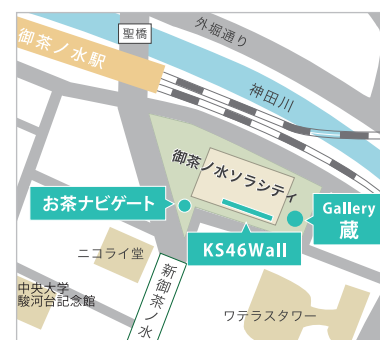 外堀通り
聖橋
御茶ノ水駅
神田川
御茶ノ水ソラシティ
お茶ナビゲート
Gallery
蔵
KS46Wall
ニコライ堂
新御茶ノ水
中央大学
駿河台記念館
ワテラスタワー